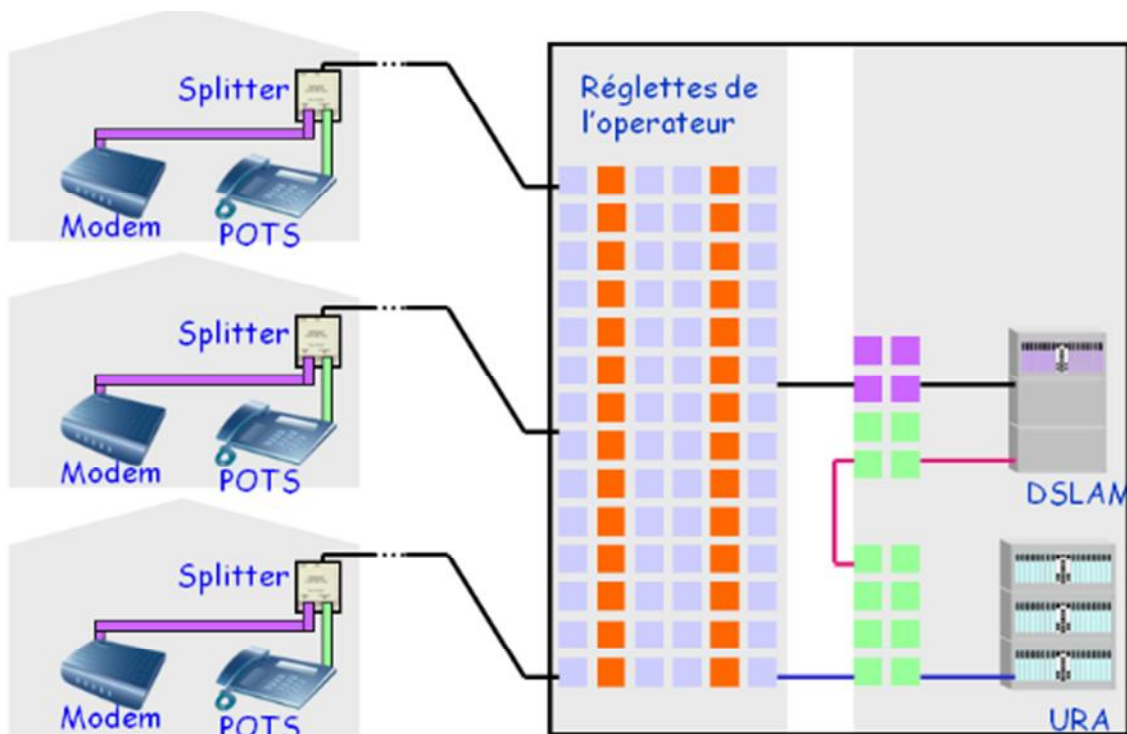 Splitter
Modem
POTS
Splitter
Modem
POTS
Splitter
Modem
POTS
Réglettes de
l'operateur
DSLAM
URA